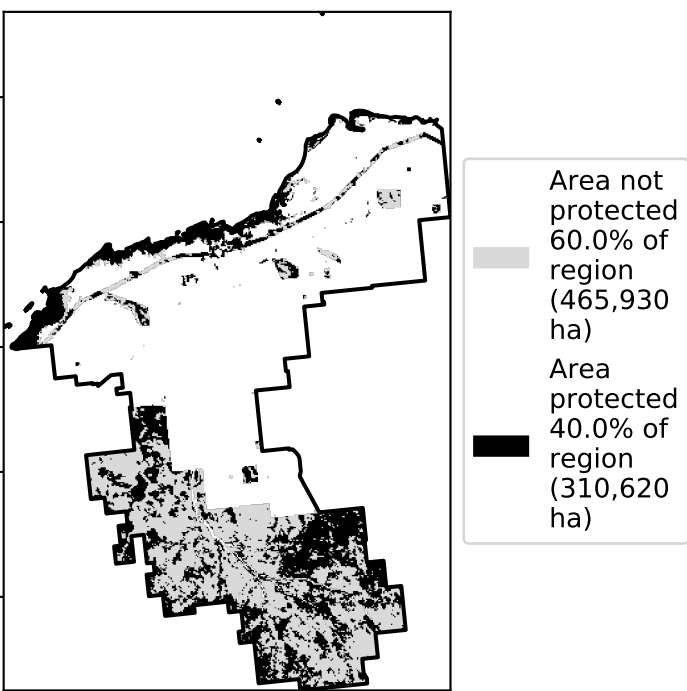 Area not
protected
60.0% of
region
(465,930
ha)
Area
protected
40.0% of
region
(310,620
ha)